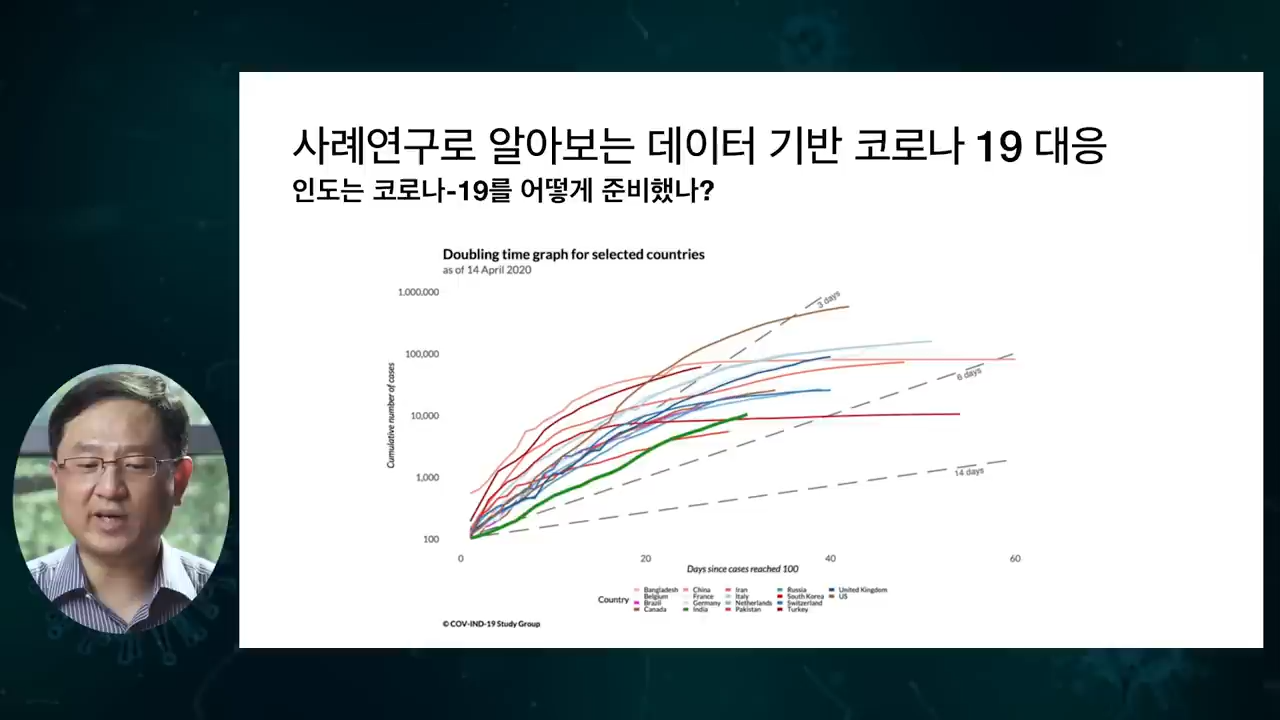 사례연구로 알아보는 데이터 기반 코로나 19 대응
인도는 코로나-19를 어떻게 준비했나?
Doubling time graph for selected countries
as of 14 April 2020
1,000,000
100,000
10,000
1,000
100
Cumulative number of cases
3 days
6 days
14 days
0 20 40 60
Days since cases reached 100
Country
Bangladesh China Iran Russia United Kingdom
Belgium France Italy South Korea US
Brazil Germany Netherlands Switzerland
Canada India Pakistan Turkey
© COV-IND-19 Study Group